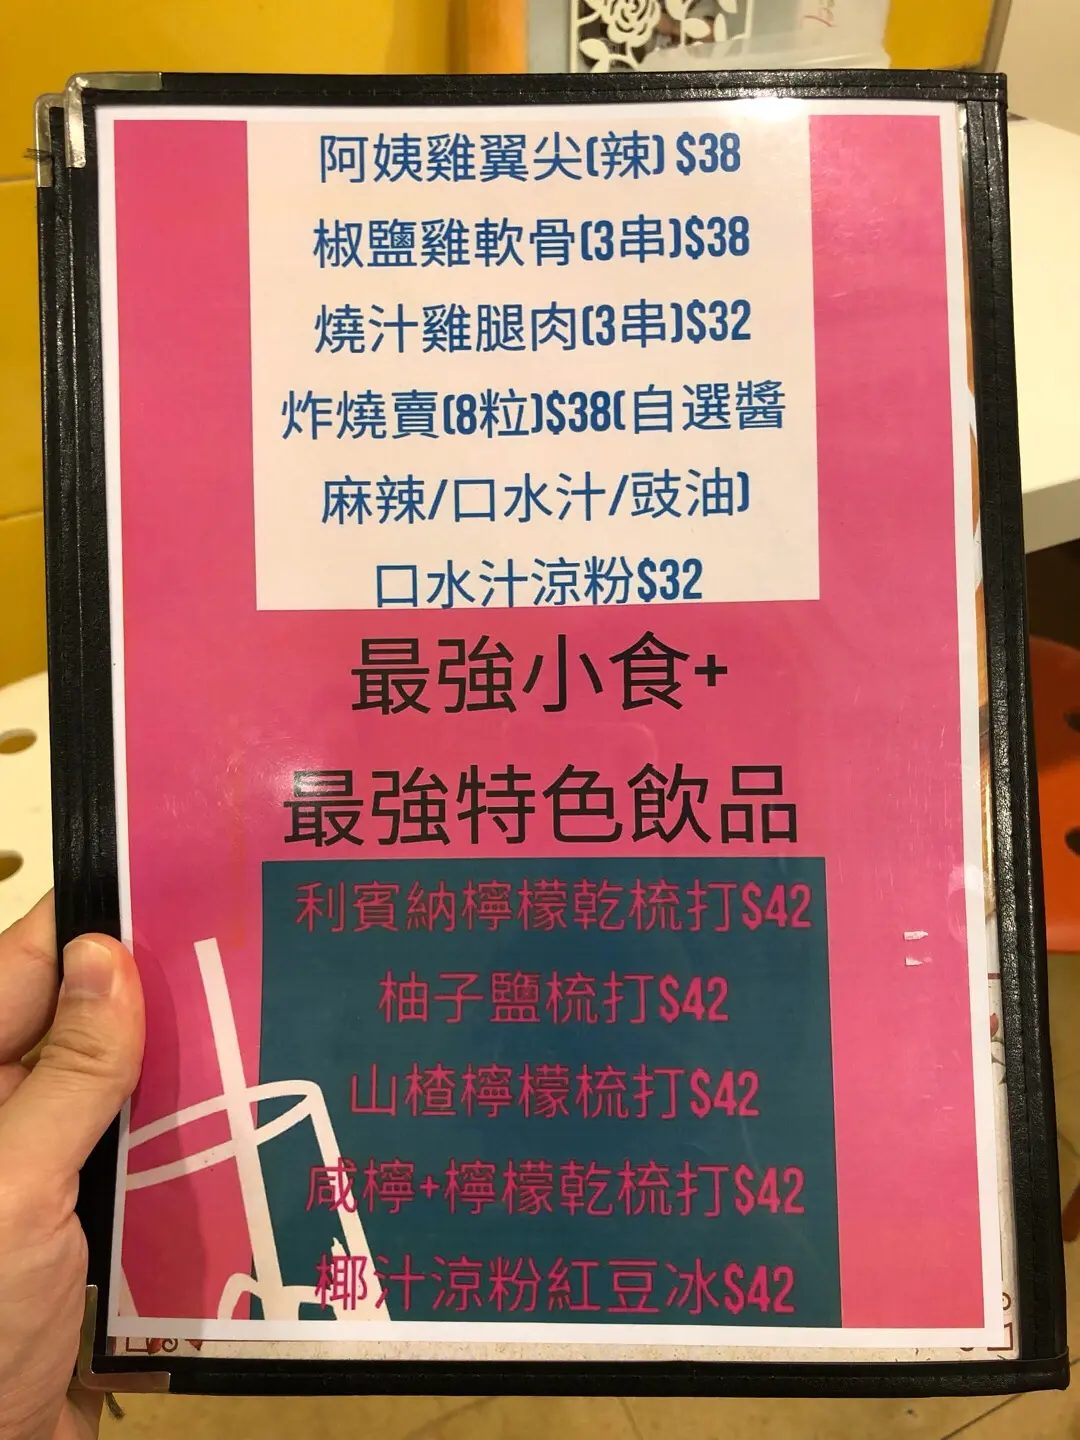 阿姨雞翼尖(辣) $38
椒鹽雞軟骨(3串)$38
燒汁雞腿肉(3串)$32
炸燒賣(8粒)$38(自選醬
麻辣/口水汁/豉油)
口水汁涼粉$32
最強小食+
最強特色飲品
利賓納檸檬乾梳打$42
柚子鹽梳打$42
山楂檸檬梳打$42
咸檸+檸檬乾梳打$42
椰汁涼粉紅豆冰$42